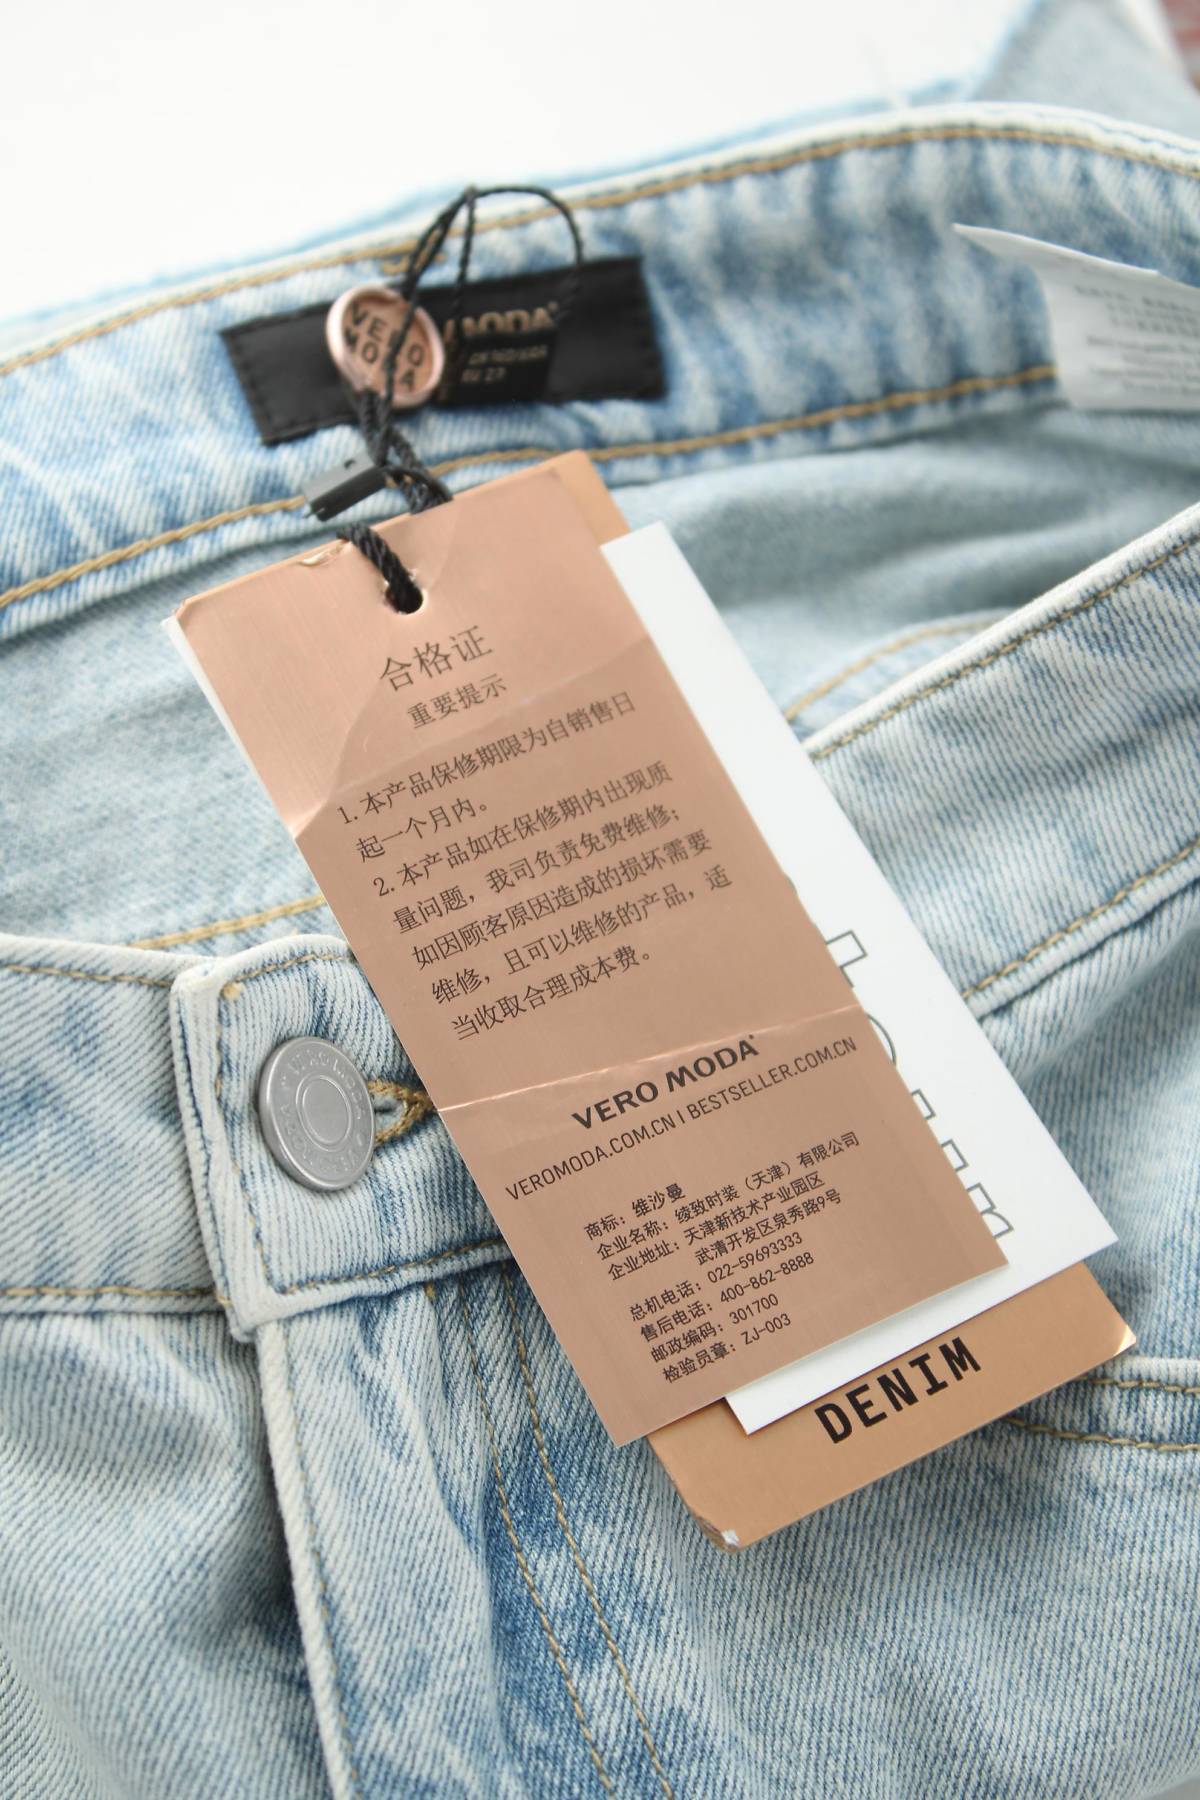 VERO
MODA
MODA
合格证
重要提示
1.本产品保修期限为自销售日
起一个月内。
2.本产品如在保修期内出现质
量问题，我司负责免费维修；
如因顾客原因造成的损坏需要
维修，且可以维修的产品，适
当收取合理成本费。
VERO MODA
VEROMODA.COM.CN I BESTSELLER.COM.CN
商标：维沙曼
企业名称：绫致时装（天津）有限公司
企业地址：天津新技术产业园区
武清开发区泉秀路9号
总机电话：022-59693333
售后电话：400-862-8888
邮政编码：301700
检验员章：ZJ-003
DENIM